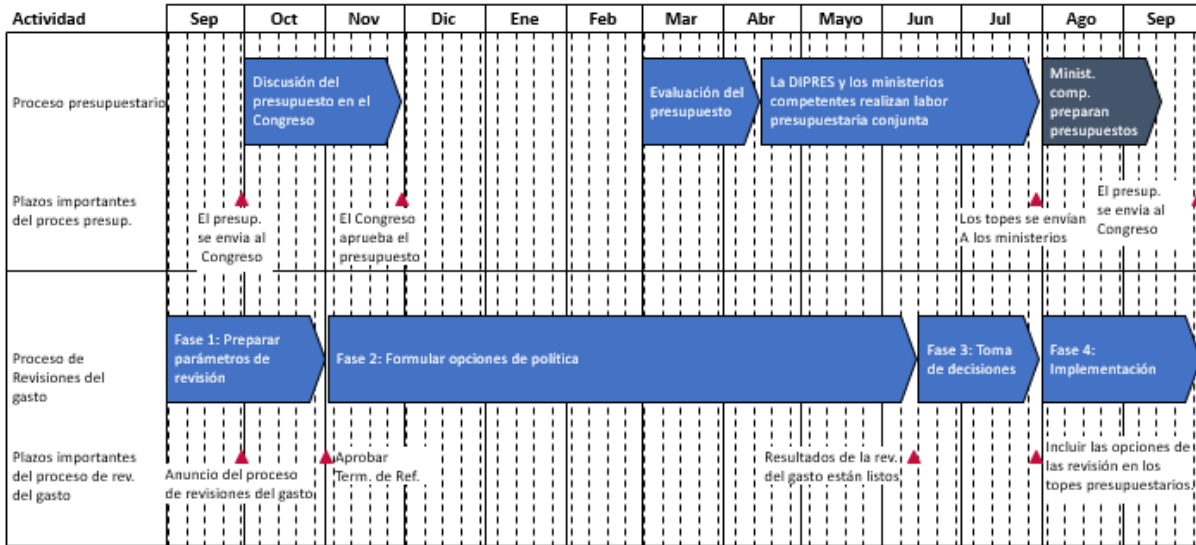 Actividad
Sep
Oct
Nov
Dic
Ene
Feb
Mar
Abr
Mayo
Jun
Jul
Ago
Sep
Proceso presupuestario
Discusión del
presupuesto en el
Congreso
Evaluación del
presupuesto
La DIPRES y los ministerios
competentes realizan labor
presupuestaria conjunta
Minist.
comp.
preparan
presupuestos
Plazos importantes
del proces presup.
El presup.
se envia al
Congreso
El Congreso
aprueba el
presupuesto
Los topes se envían
A los ministerios
El presup.
se envia al
Congreso
Proceso de
Revisiones del
gasto
Fase 1: Preparar
parámetros de
revisión
Fase 2: Formular opciones de política
Fase 3: Toma
de decisiones
Fase 4:
Implementación
Plazos importantes
del proceso de rev.
del gasto
Anuncio del proceso
de revisiones del gasto
Aprobar
Term. de Ref.
Resultados de la rev.
del gasto están listos
Incluir las opciones de
las revisión en los
topes presupuestarios.